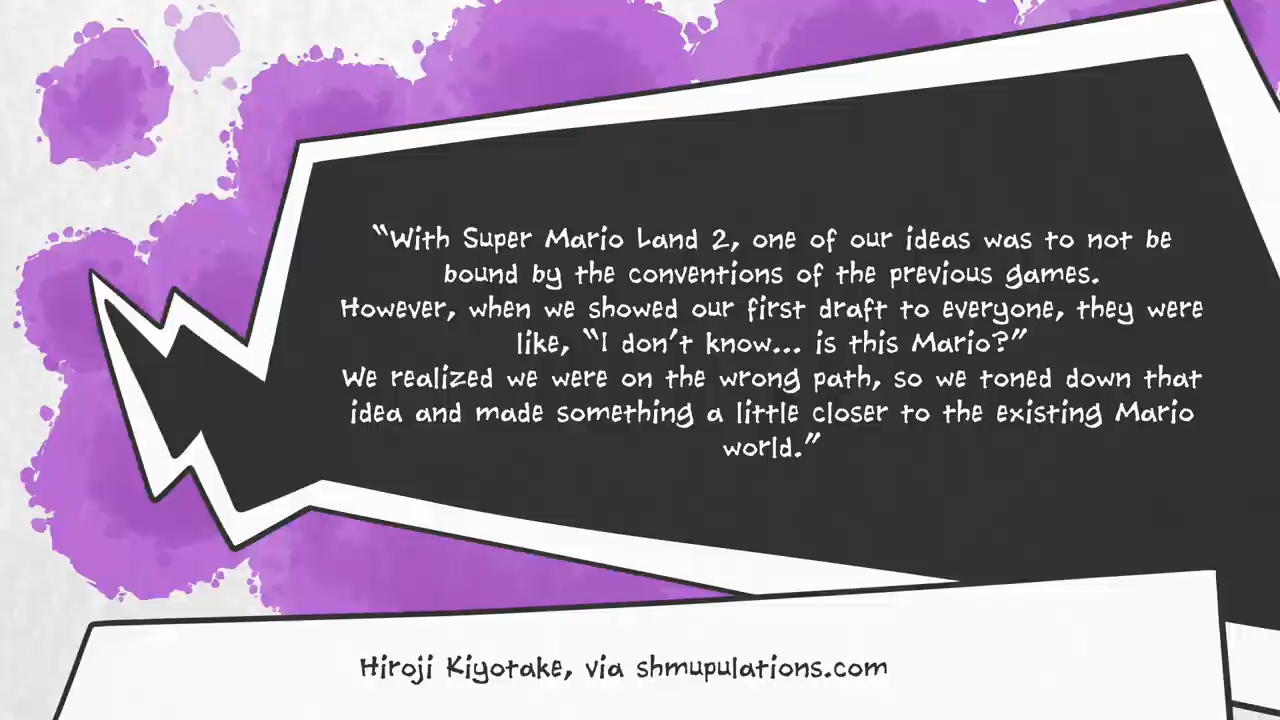 “With Super Mario Land 2, one of our ideas was to not be
bound by the conventions of the previous games.
However, when we showed our first draft to everyone, they were
like, “I don’t know... is this Mario?”
We realized we were on the wrong path, so we toned down that
idea and made something a little closer to the existing Mario
world.”
Hiroji Kiyotake, via shmupulations.com